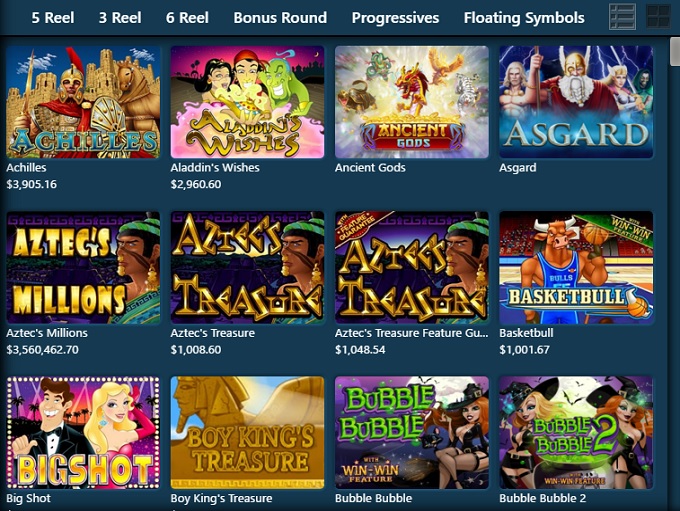 5 Reel 3 Reel 6 Reel Bonus Round Progressives Floating Symbols
ACHILLES
ALADDIN'S
WISHES
ANCIENT
GODS
ASGARD
Achilles
Aladdin's Wishes
Ancient Gods
Asgard
$3,905.16
$2,960.60
AZTEC'S
MILLIONS
AZTEC'S
TREASURE
WITH
FEATURE
GUARANTEE
AZTEC'S
TREASURE
WITH
WIN-WIN
FEATURE
BULLS
BASKETBULL
Aztec's Millions
Aztec's Treasure
Aztec's Treasure Feature Gu...
Basketbull
$3,560,462.70
$1,008.60
$1,048.54
$1,001.67
BIGSHOT
BOY KING'S
TREASURE
BUBBLE
BUBBLE
WITH
WIN-WIN
FEATURE
BUBBLE
BUBBLE 2
WITH
WIN-WIN
FEATURE
Big Shot
Boy King's Treasure
Bubble Bubble
Bubble Bubble 2